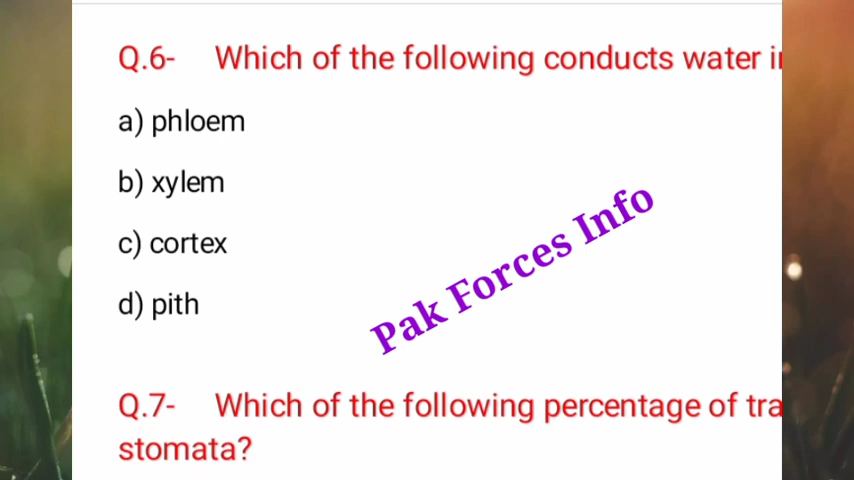 Q.6- Which of the following conducts water
a) phloem
b) xylem
c) cortex
d) pith
Pak Forces Info
Q.7- Which of the following percentage of
stomata?